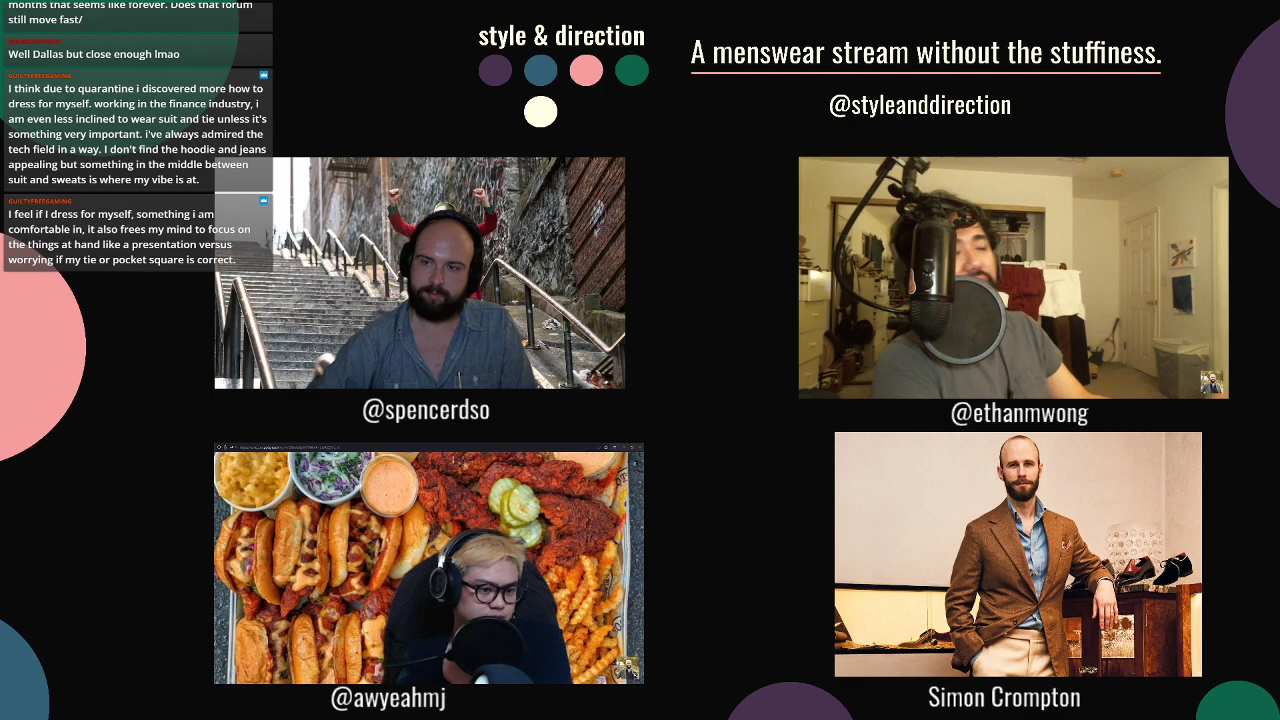 months that seems like forever. Does that forum
still move fast/
Well Dallas but close enough lmao
GUILTYFREEGAMING
I think due to quarantine i discovered more how to
dress for myself. working in the finance industry, i
am even less inclined to wear suit and tie unless it's
something very important. i've always admired the
tech field in a way. I don't find the hoodie and jeans
appealing but something in the middle between
suit and sweats is where my vibe is at.
GUILTYFREEGAMING
I feel if I dress for myself, something i am
comfortable in, it also frees my mind to focus on
the things at hand like a presentation versus
worrying if my tie or pocket square is correct.
style & direction
A menswear stream without the stuffiness.
@styleanddirection
@spencerdso
@ethanmwong
@awyeahmj
Simon Crompton